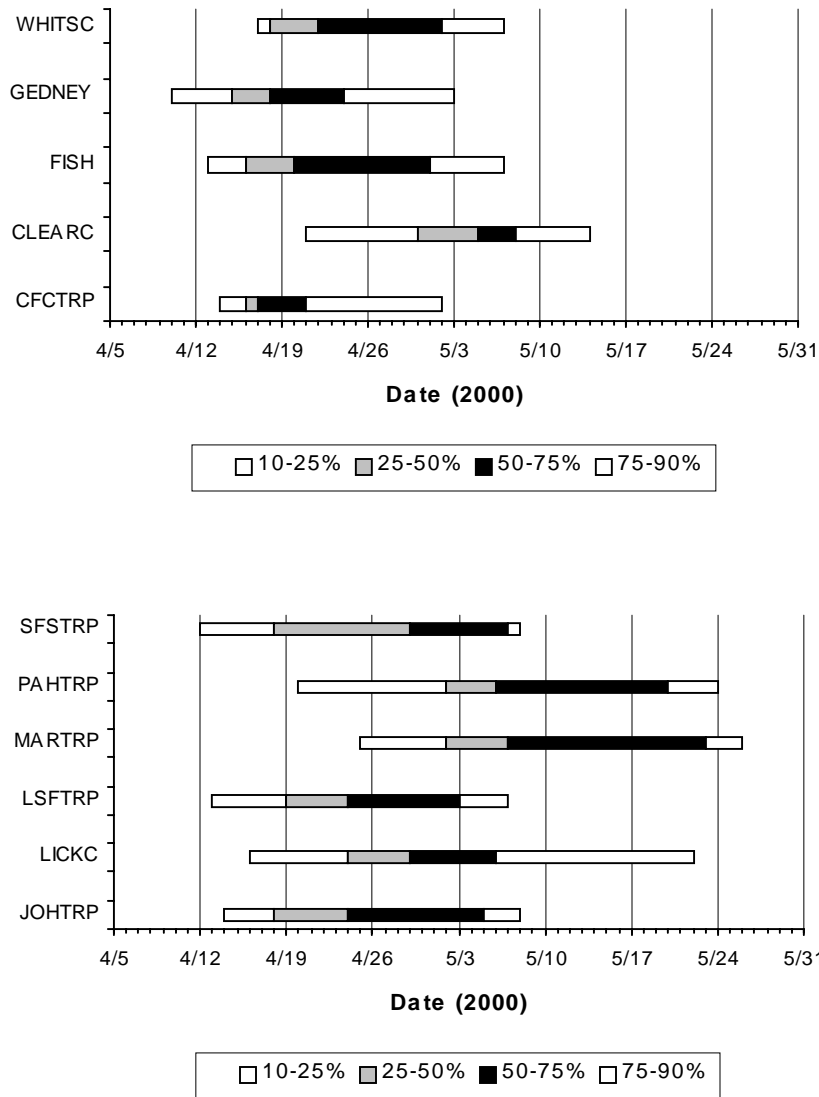 WHITSC
GEDNEY
FISH
CLEARC
CFCTRP
4/5 4/12 4/19 4/26 5/3 5/10 5/17 5/24 5/31
Date (2000)
10-25% 25-50% 50-75% 75-90%
SFSTRP
PAHTRP
MARTRP
LSFTRP
LICKC
JOHTRP
4/5 4/12 4/19 4/26 5/3 5/10 5/17 5/24 5/31
Date (2000)
10-25% 25-50% 50-75% 75-90%